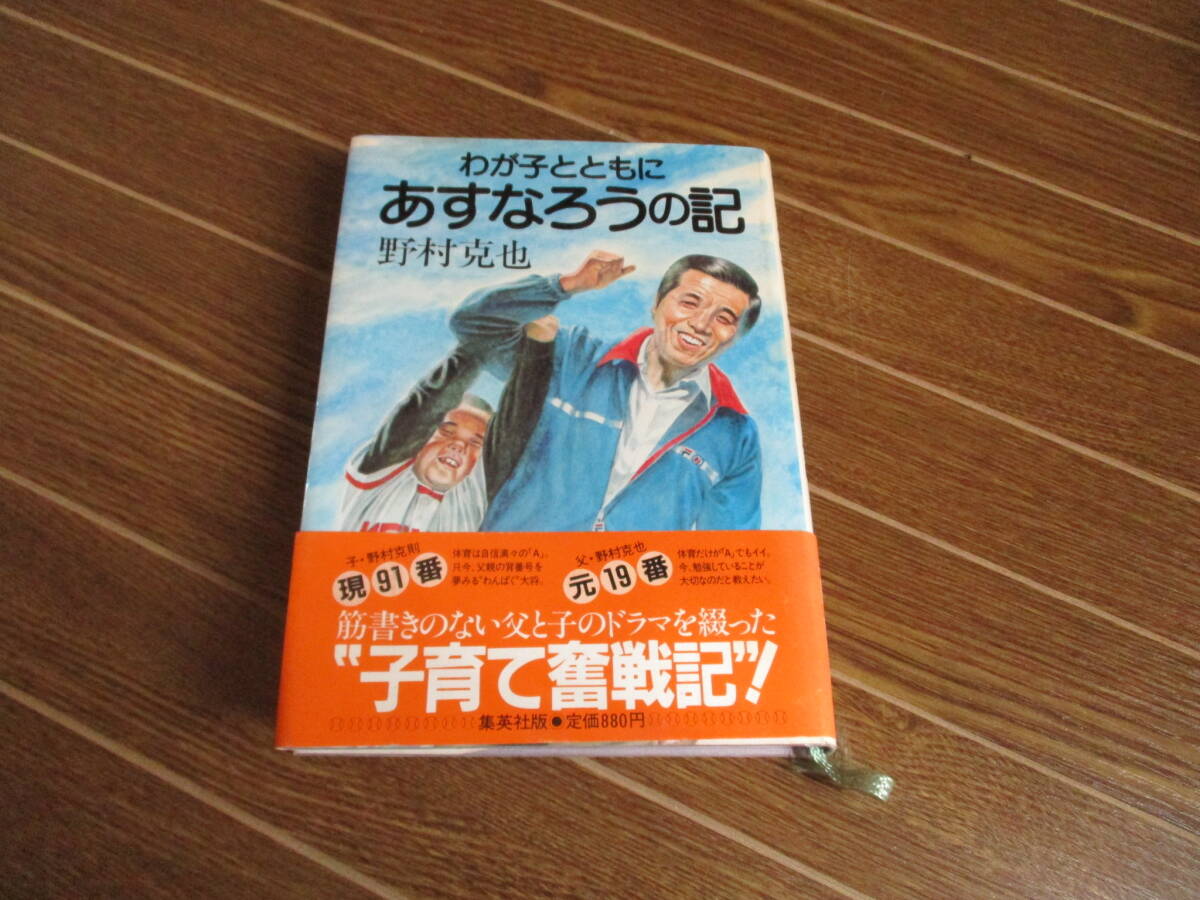 わが子とともに
あすなろうの記
野村克也
子・野村克則
現91番
体育は自信満々の「A」。
只今、父親の背番号を
夢みる"わんぱく"大将。
父・野村克也
元19番
体育だけが「A」でもイイ。
今、勉強していることが
大切なのだと教えたい。
筋書きのない父と子のドラマを綴った
"子育て奮戦記"!
集英社版●定価880円